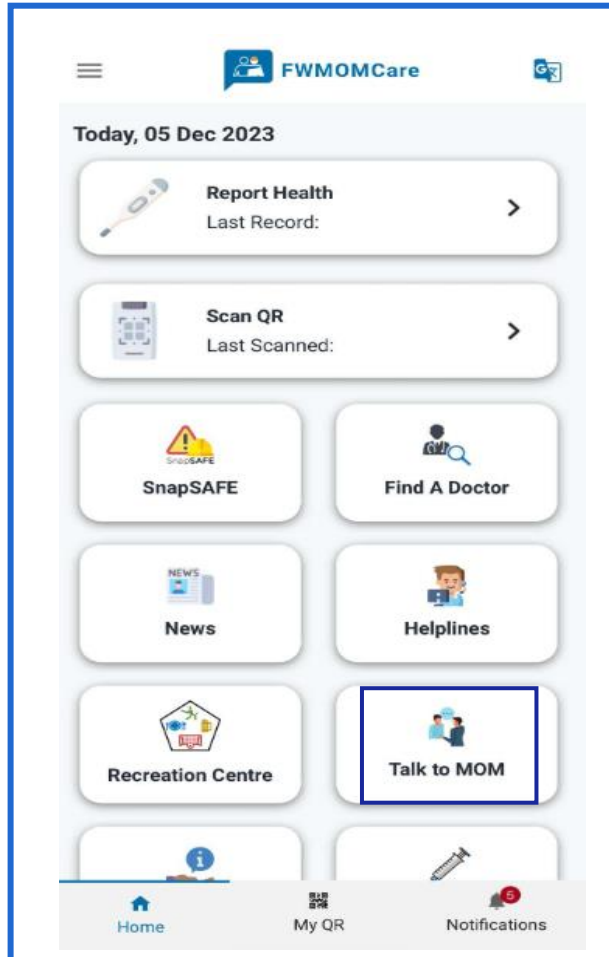 FWMOMCare
Today, 05 Dec 2023
Report Health
Last Record:
Scan QR
Last Scanned:
SnapSAFE
SnapSAFE
Find A Doctor
NEWS
News
Helplines
Recreation Centre
Talk to MOM
5
Home
My QR
Notifications